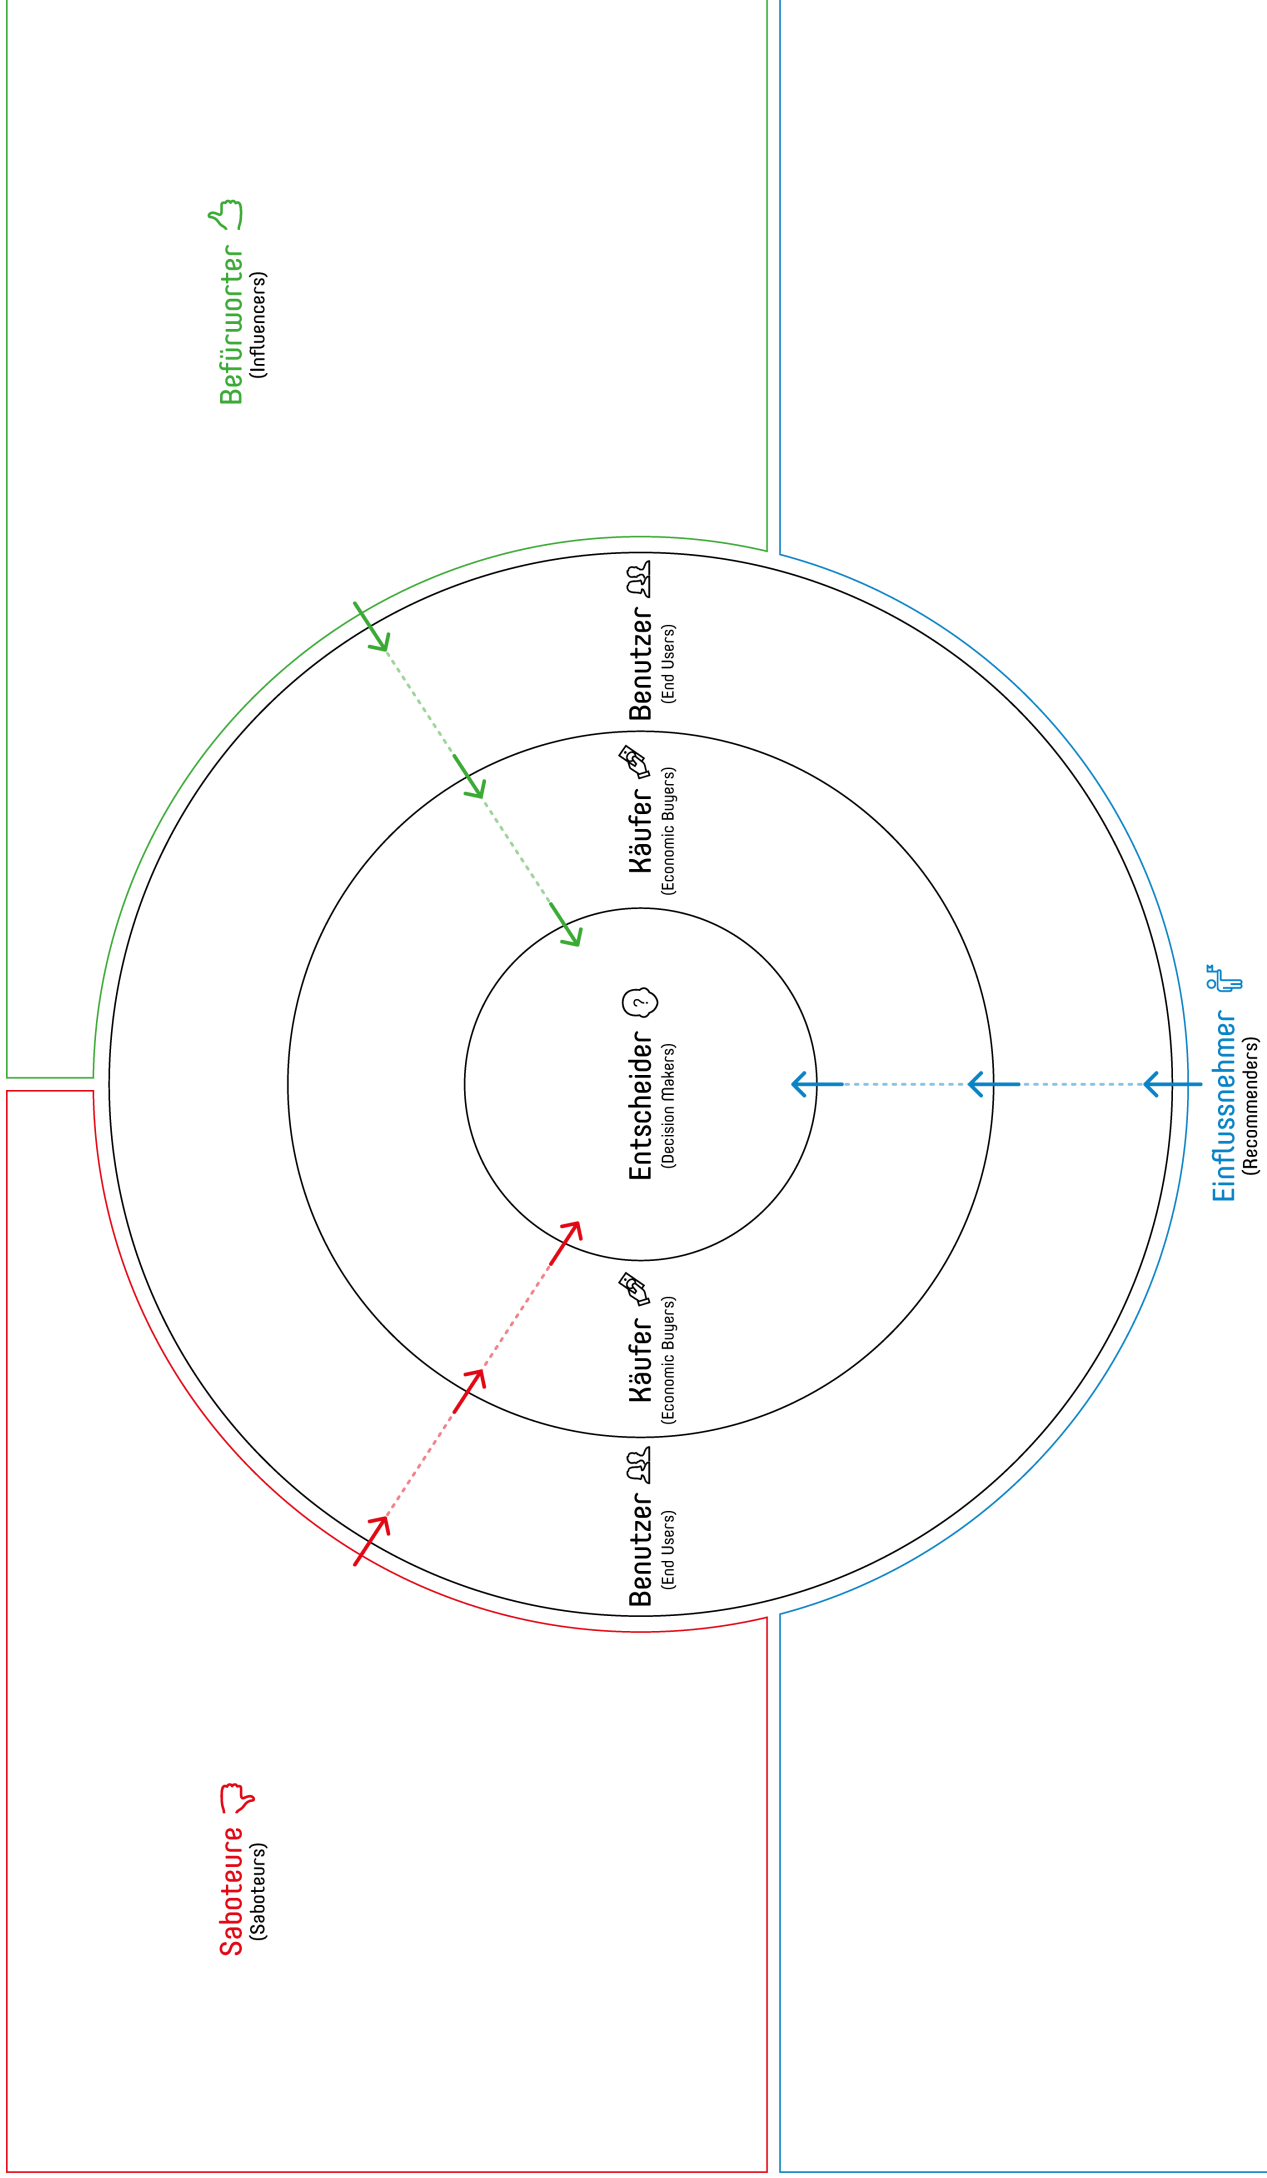 Saboteure
(Saboteurs)
Befürworter
(Influencers)
Benutzer
(End Users)
Käufer
(Economic Buyers)
Entscheider ?
(Decision Makers)
Käufer
(Economic Buyers)
Benutzer
(End Users)
Einflussnehmer
(Recommenders)